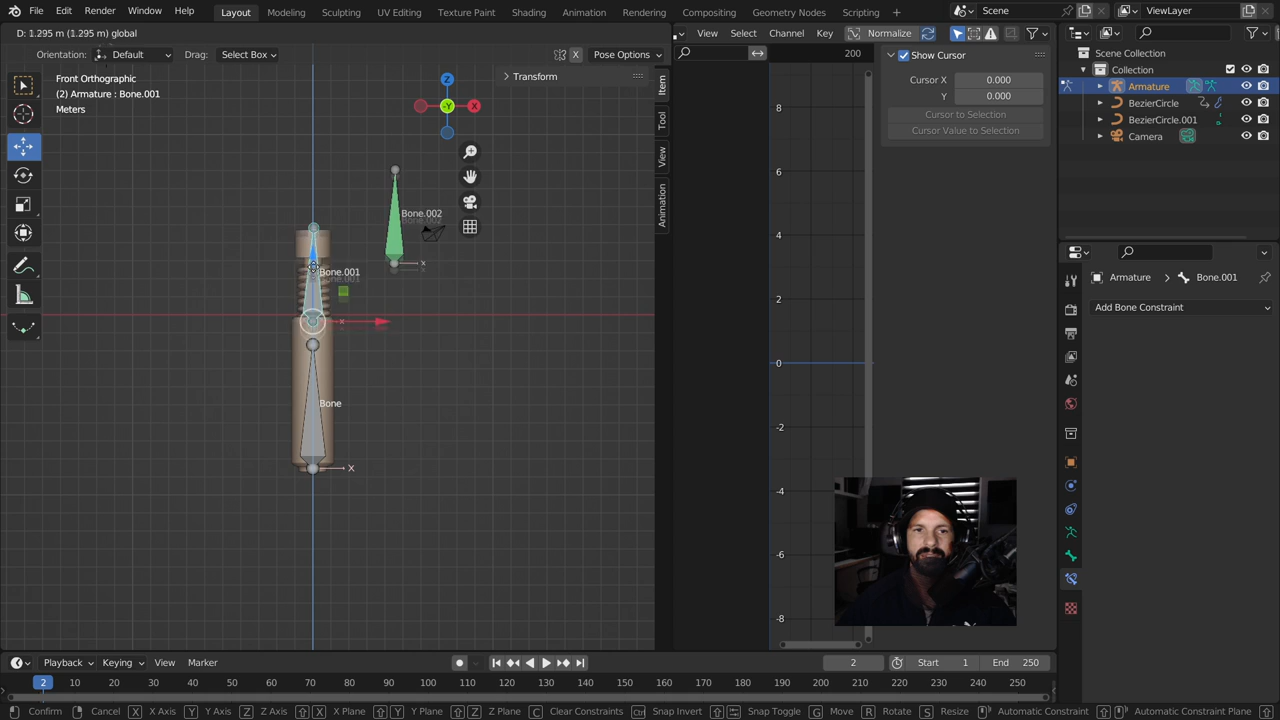 File Edit Render Window Help Layout Modeling Sculpting UV Editing Texture Paint Shading Animation Rendering Compositing Geometry Nodes Scripting Scene ViewLayer
D: 1.295 m (1.295 m) global
View Select Channel Key Normalize
Orientation: Default Drag: Select Box X Pose Options
200 Show Cursor Scene Collection
Front Orthographic
(2) Armature : Bone.001
Meters
Transform
Collection
Cursor X 0.000
Y 0.000
Cursor to Selection
Cursor Value to Selection
Armature
BezierCircle
BezierCircle.001
Camera
Item
Tool
View
Animation
Z
-Y
X
8
6
4
2
0
-2
-4
-6
-8
Bone.002
x
Bone.001
x
Bone
X
Armature Bone.001
Add Bone Constraint
Playback Keying View Marker 2 Start 1 End 250
2 10 20 30 40 50 60 70 80 90 100 110 120 130 140 150 160 170 180 190 200 210 220 230 240 250
Confirm Cancel X X Axis Y Y Axis Z Z Axis X X Plane Y Y Plane Z Z Plane C Clear Constraints Snap Invert Snap Toggle G Move R Rotate S Resize Automatic Constraint Automatic Constraint Plane